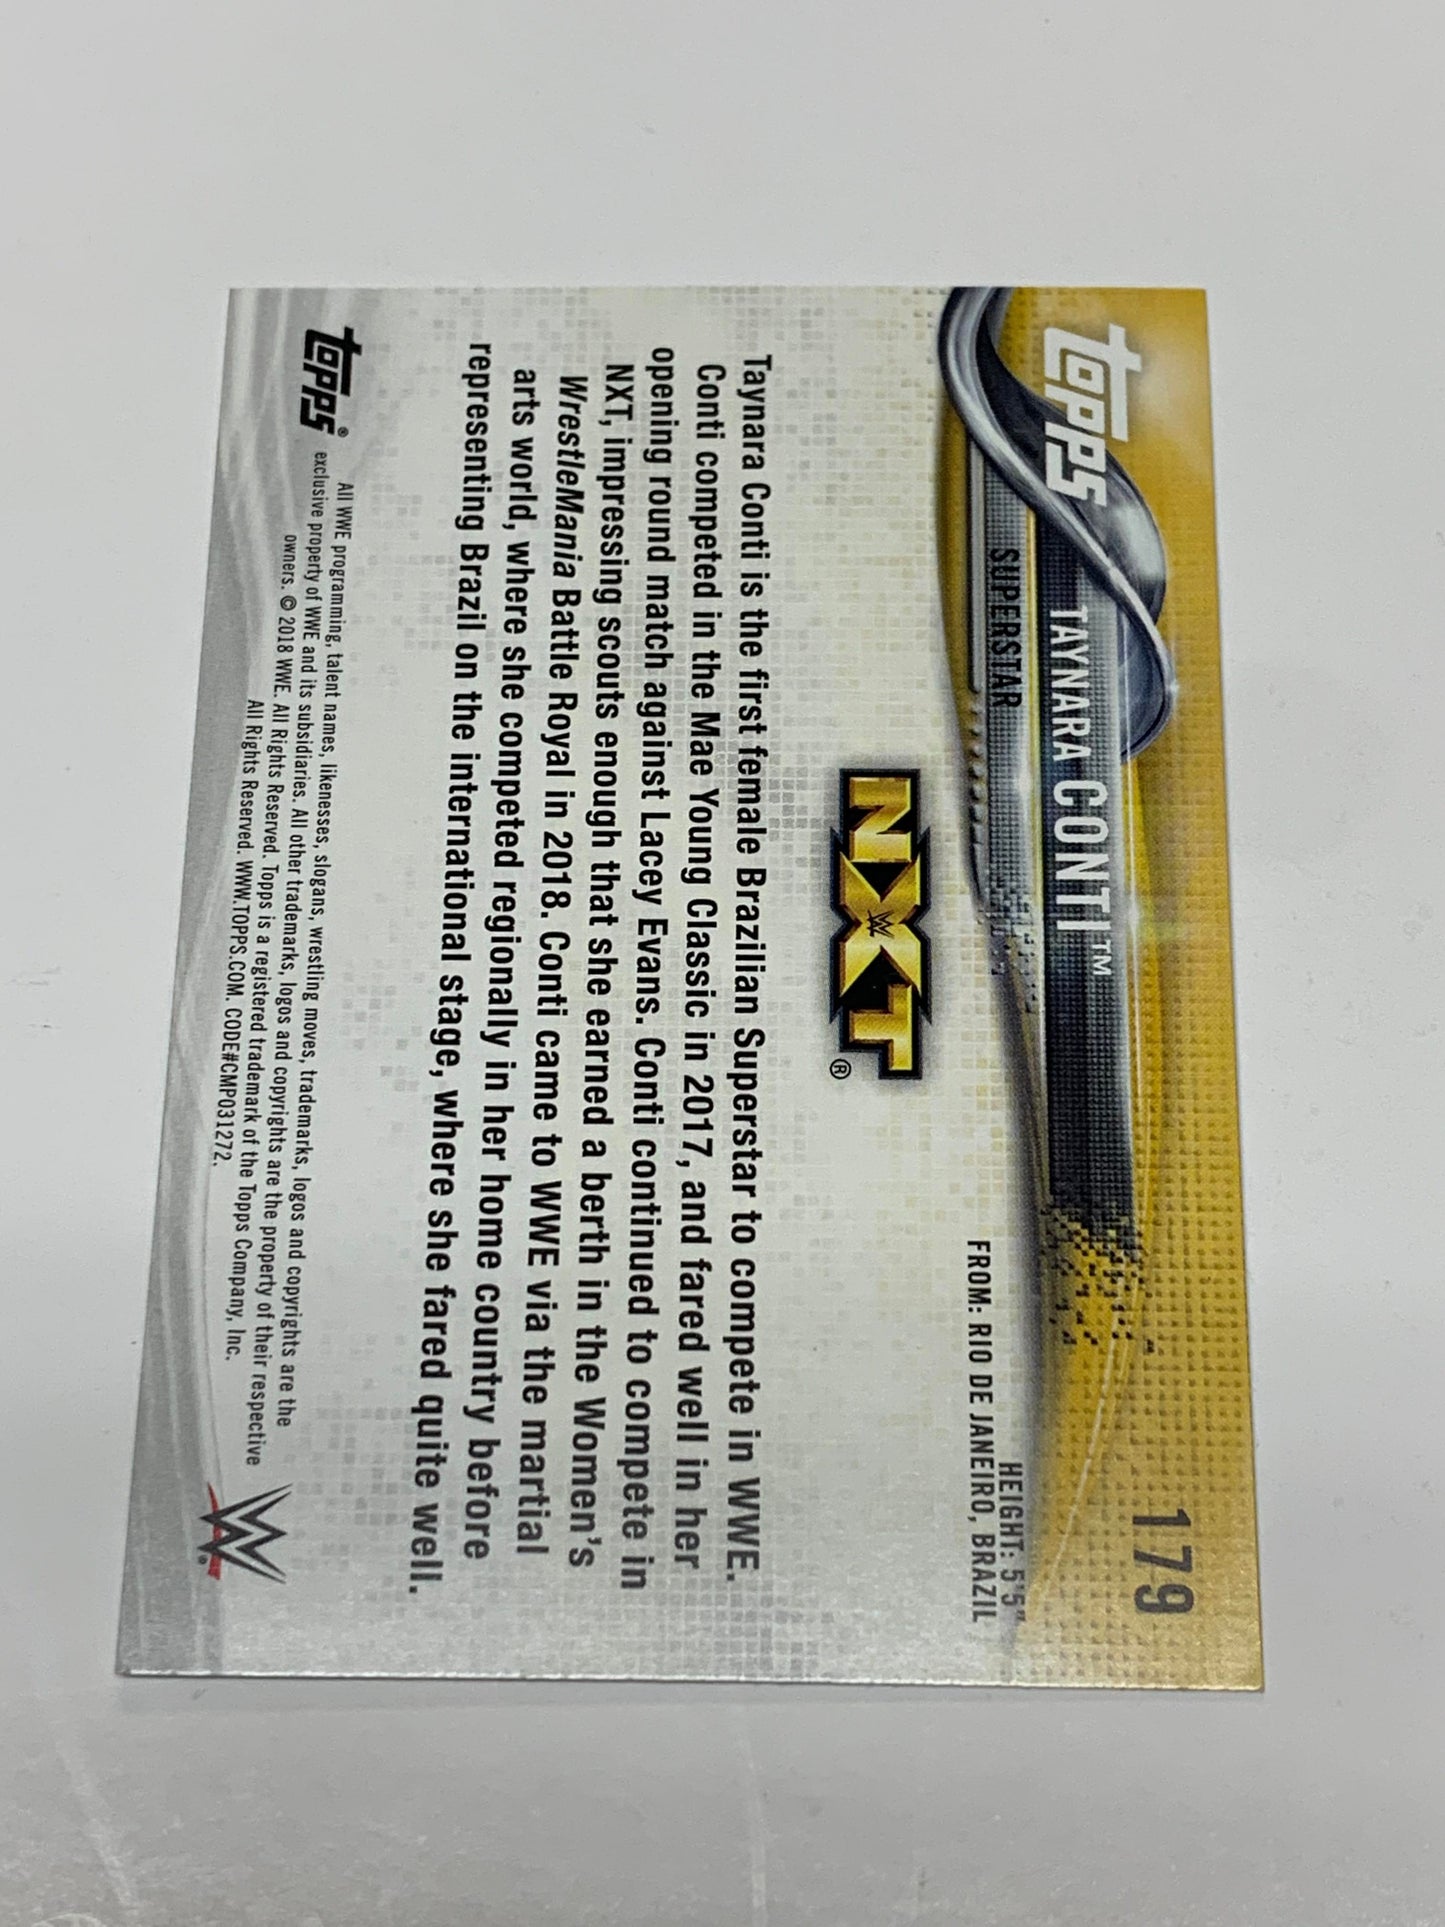 179
topps
TAYNARA CONTI™
SUPERSTAR
HEIGHT: 5'5"
FROM: RIO DE JANEIRO, BRAZIL
NXT®
Taynara Conti is the first female Brazilian Superstar to compete in WWE.
Conti competed in the Mae Young Classic in 2017, and fared well in her
opening round match against Lacey Evans. Conti continued to compete in
NXT, impressing scouts enough that she earned a berth in the Women's
WrestleMania Battle Royal in 2018. Conti came to WWE via the martial
arts world, where she competed regionally in her home country before
representing Brazil on the international stage, where she fared quite well.
topps®
All WWE programming, talent names, likenesses, slogans, wrestling moves, trademarks, logos and copyrights are the
exclusive property of WWE and its subsidiaries. All other trademarks, logos and copyrights are the property of their respective
owners. © 2018 WWE. All Rights Reserved. Topps is a registered trademark of the Topps Company, Inc.
All Rights Reserved. WWW.TOPPS.COM. CODE#CMP031272.
W®